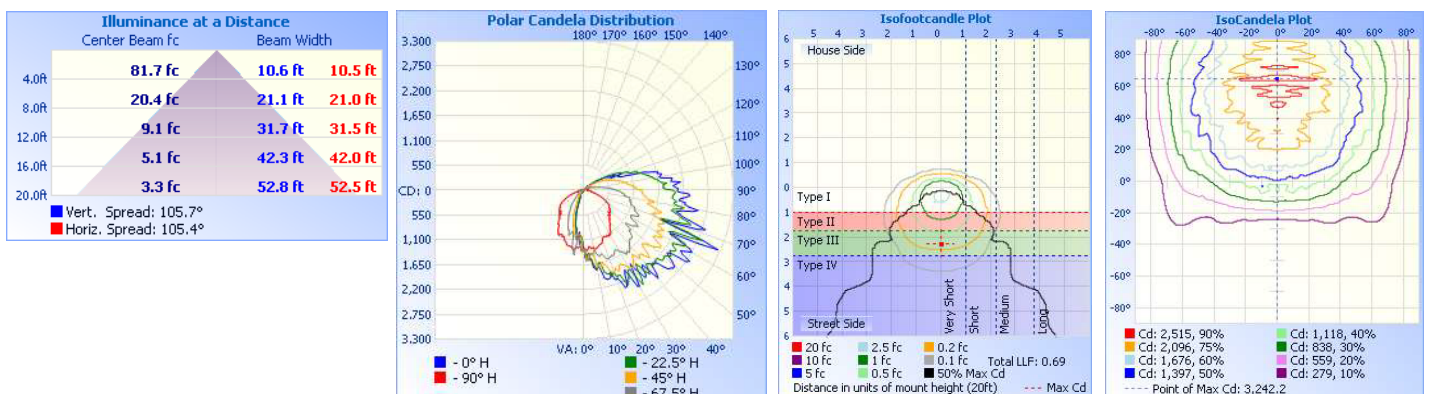 Illuminance at a Distance
Center Beam fc Beam Width
4.0ft 81.7 fc 10.6 ft 10.5 ft
8.0ft 20.4 fc 21.1 ft 21.0 ft
12.0ft 9.1 fc 31.7 ft 31.5 ft
16.0ft 5.1 fc 42.3 ft 42.0 ft
20.0ft 3.3 fc 52.8 ft 52.5 ft
Vert. Spread: 105.7°
Horiz. Spread: 105.4°
Polar Candela Distribution
180° 170° 160° 150° 140°
3,300
2,750
130°
2,200
120°
1,650
110°
1,100
550
100°
CD: 0
90°
550
80°
1,100
70°
1,650
60°
2,200
2,750
50°
3,300
VA: 0° 10° 20° 30° 40°
- 0° H
- 22.5° H
- 90° H
- 45° H
- 67.5° H
Isofootcandle Plot
5 4 3 2 1 0 1 2 3 4 5
6
House Side
5
4
3
2
1
0
Type I
1
Type II
2
Type III
3
Type IV
4
5
6
Very Short
Short
Medium
Long
Street Side
20 fc 2.5 fc 0.2 fc
10 fc 1 fc 0.1 fc Total LLF: 0.69
5 fc 0.5 fc 50% Max Cd
Distance in units of mount height (20ft) Max Cd
IsoCandela Plot
-80° -60° -40° -20° 0° 20° 40° 60° 80°
80°
60°
40°
20°
0°
-20°
-40°
-60°
-80°
Cd: 2,515, 90% Cd: 1,118, 40%
Cd: 2,096, 75% Cd: 838, 30%
Cd: 1,676, 60% Cd: 559, 20%
Cd: 1,397, 50% Cd: 279, 10%
Point of Max Cd: 3,242.2